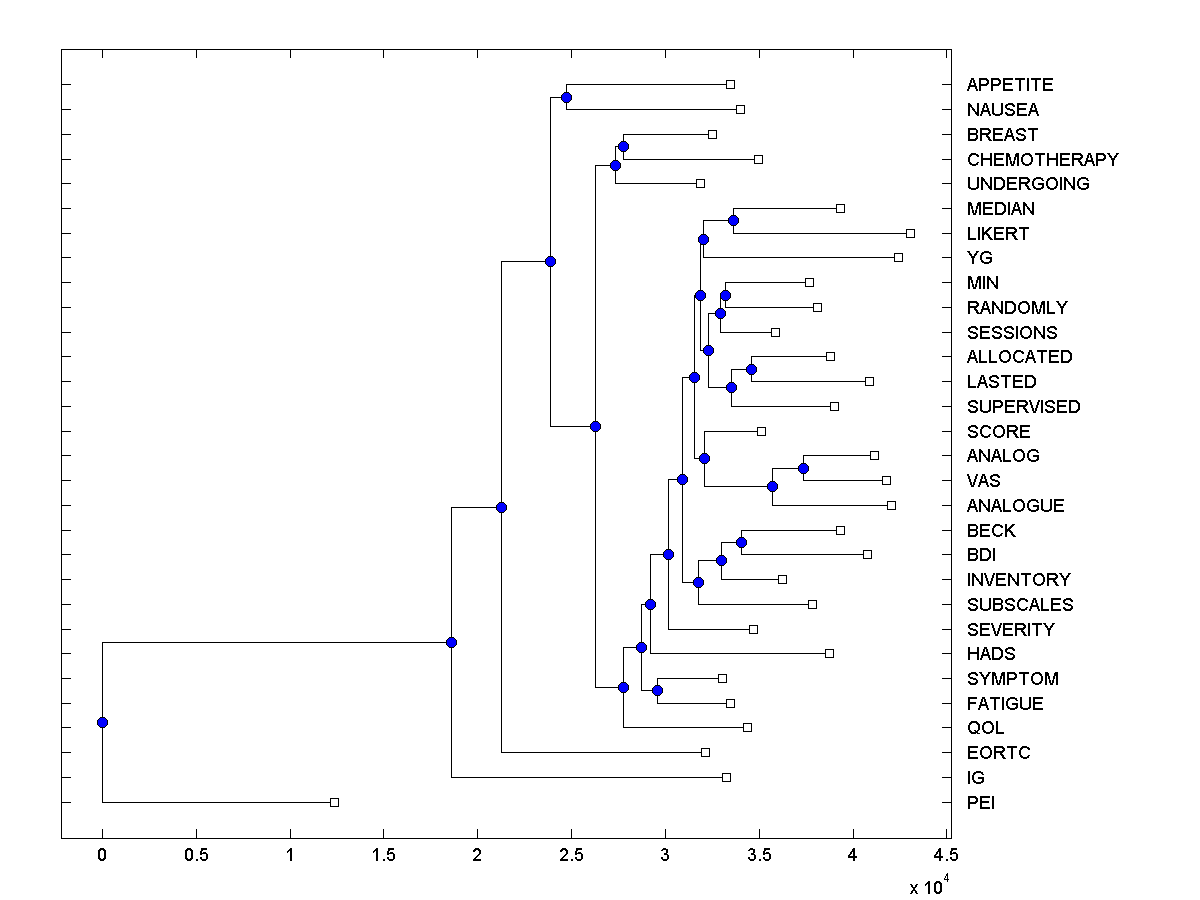 APPETITE
NAUSEA
BREAST
CHEMOTHERAPY
UNDERGOING
MEDIAN
LIKERT
YG
MIN
RANDOMLY
SESSIONS
ALLOCATED
LASTED
SUPERVISED
SCORE
ANALOG
VAS
ANALOGUE
BECK
BDI
INVENTORY
SUBSCALES
SEVERITY
HADS
SYMPTOM
FATIGUE
QOL
EORTC
IG
PEI
0 0.5 1 1.5 2 2.5 3 3.5 4 4.5
x 10^4